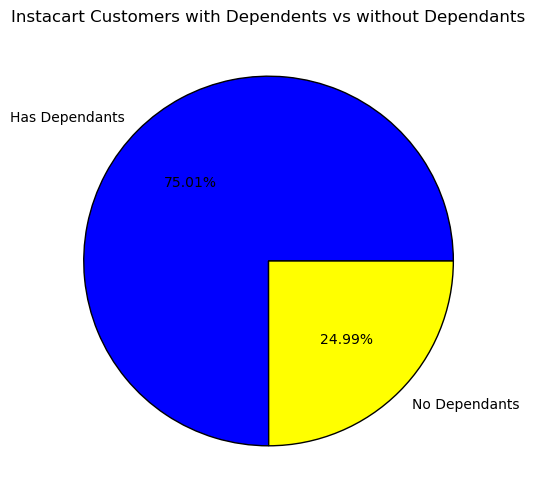 Instacart Customers with Dependents vs without Dependants
Has Dependants
75.01%
24.99%
No Dependants